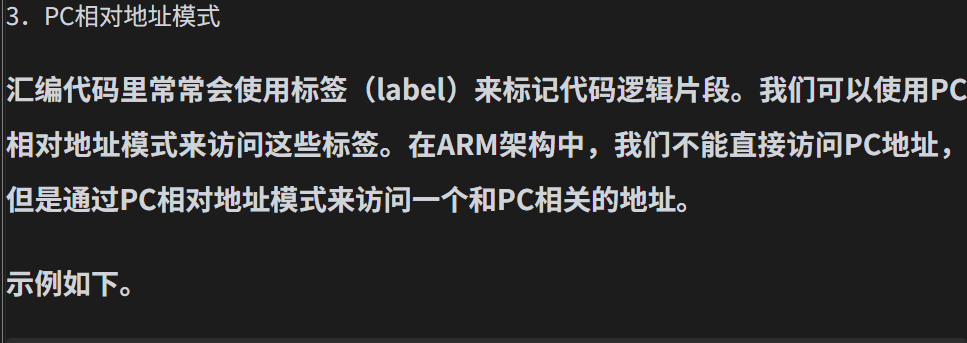 3．PC相对地址模式
汇编代码里常常会使用标签（label）来标记代码逻辑片段。我们可以使用PC
相对地址模式来访问这些标签。在ARM架构中，我们不能直接访问PC地址，
但是通过PC相对地址模式来访问一个和PC相关的地址。
示例如下。